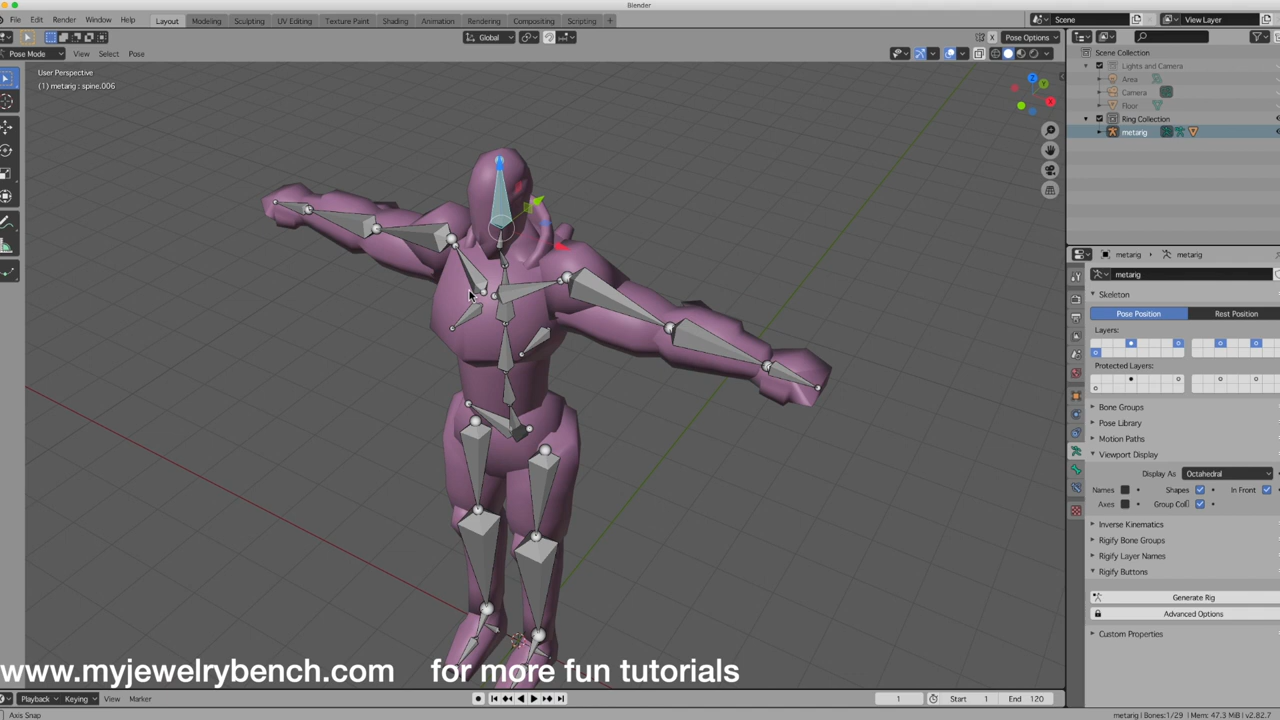 Blender
File Edit Render Window Help Layout Modeling Sculpting UV Editing Texture Paint Shading Animation Rendering Compositing Scripting + Scene View Layer
Global Pose Options
Pose Mode View Select Pose
User Perspective
(1) metarig : spine.006
Scene Collection
Lights and Camera
Area
Camera
Floor
Ring Collection
metarig
metarig metarig
metarig
Skeleton
Pose Position Rest Position
Layers:
Protected Layers:
Bone Groups
Pose Library
Motion Paths
Viewport Display
Display As Octahedral
Names Shapes In Front
Axes Group Col
Inverse Kinematics
Rigify Bone Groups
Rigify Layer Names
Rigify Buttons
Generate Rig
Advanced Options
Custom Properties
www.myjewelrybench.com for more fun tutorials
Playback Keying View Marker 1 Start 1 End 120
Axis Snap metarig | Bones:1/29 | Mem: 47.3 MiB | v2.82.7